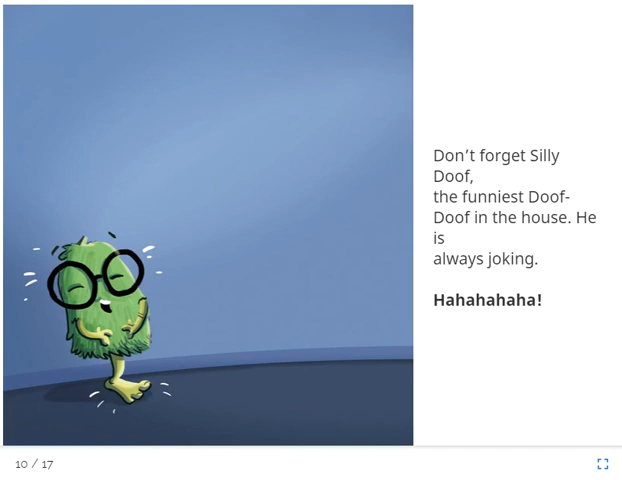 Don’t forget Silly
Doof,
the funniest Doof-
Doof in the house. He
is
always joking.
Hahahahaha!
10 / 17